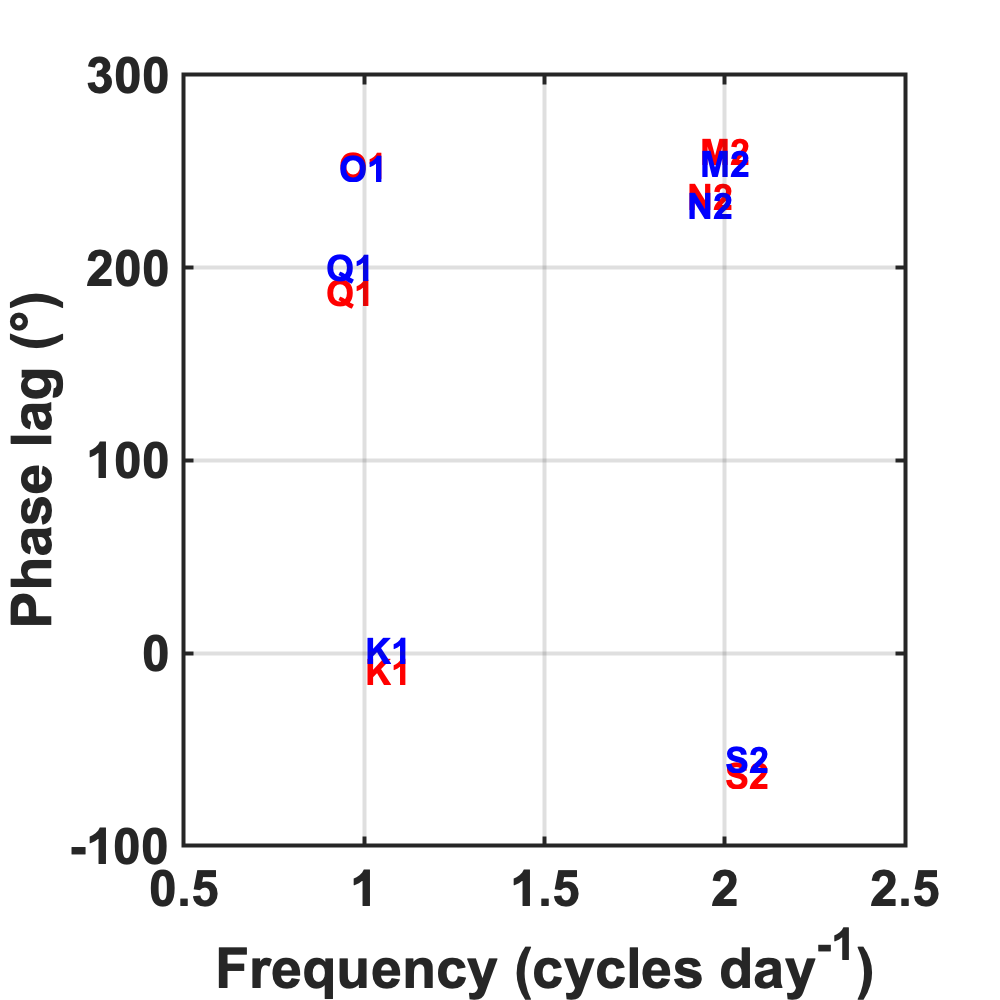 300
O1
O1
M2
M2
N2
N2
200
Q1
Q1
100
0
K1
K1
S2
S2
-100
0.5 1 1.5 2 2.5
Phase lag (°)
Frequency (cycles day⁻¹)